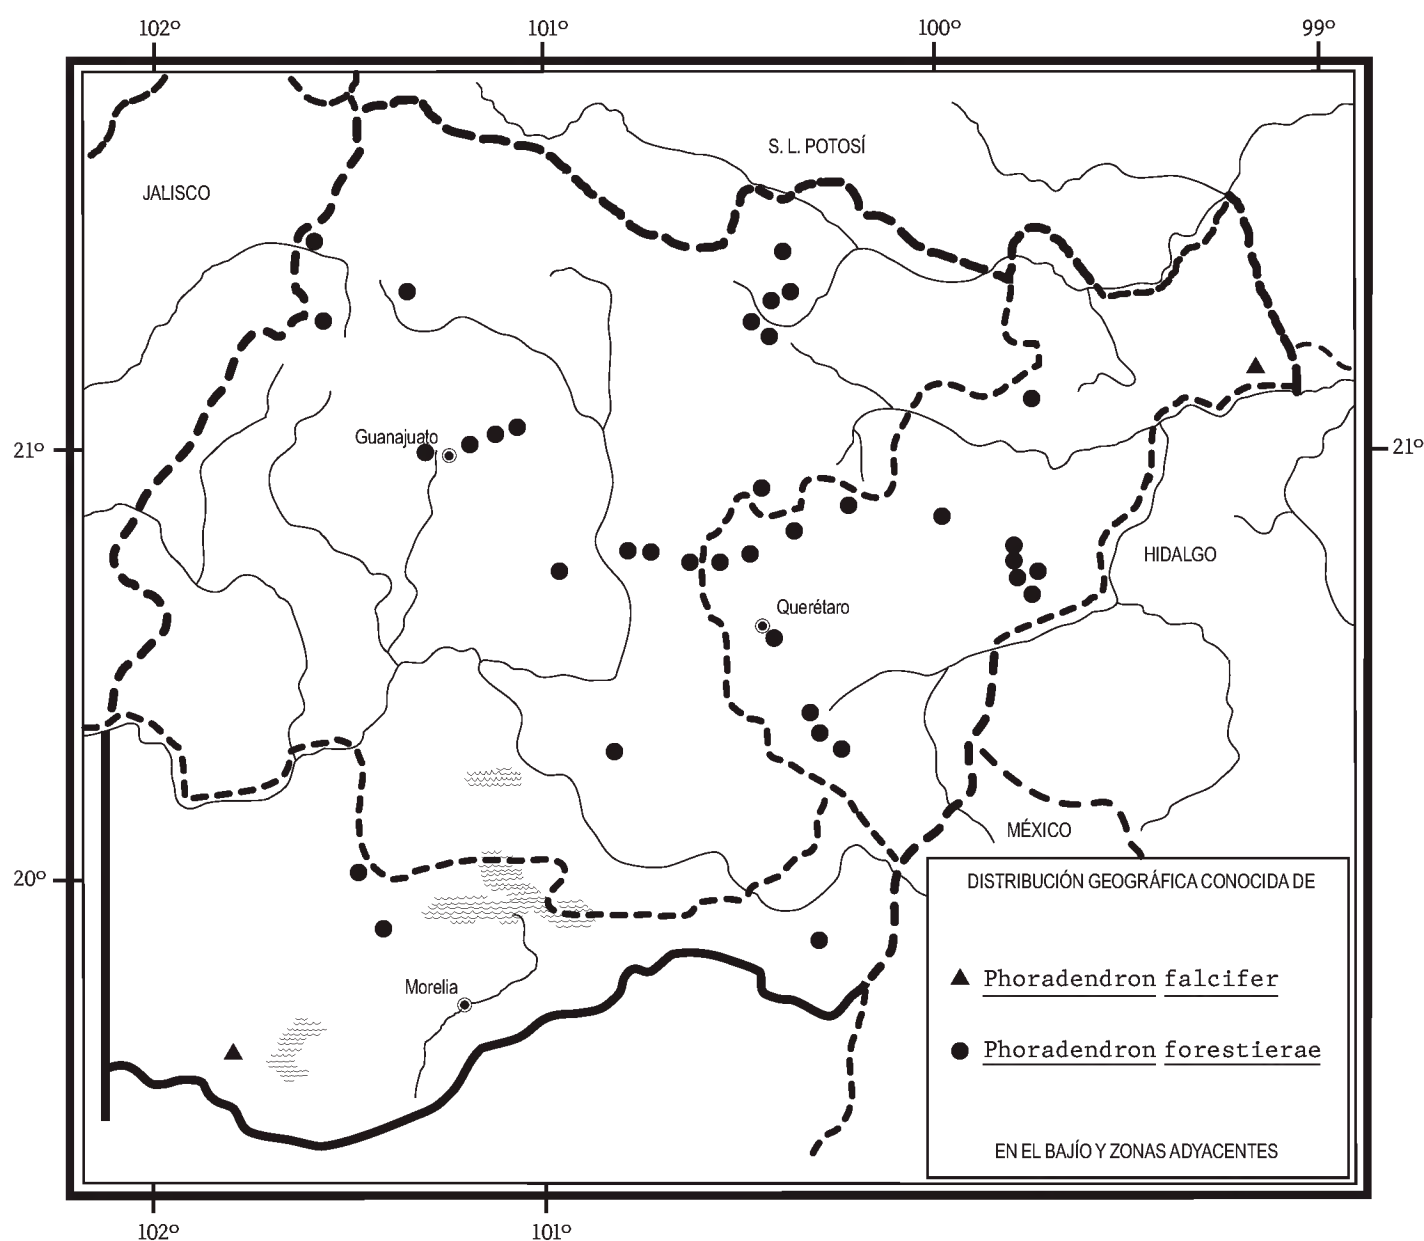 102º 101º 100º 99º
S. L. POTOSÍ
JALISCO
Guanajuato
21º 21º
HIDALGO
Querétaro
MÉXICO
20º
DISTRIBUCIÓN GEOGRÁFICA CONOCIDA DE
Phoradendron falcifer
Morelia
Phoradendron forestierae
EN EL BAJÍO Y ZONAS ADYACENTES
102º 101º